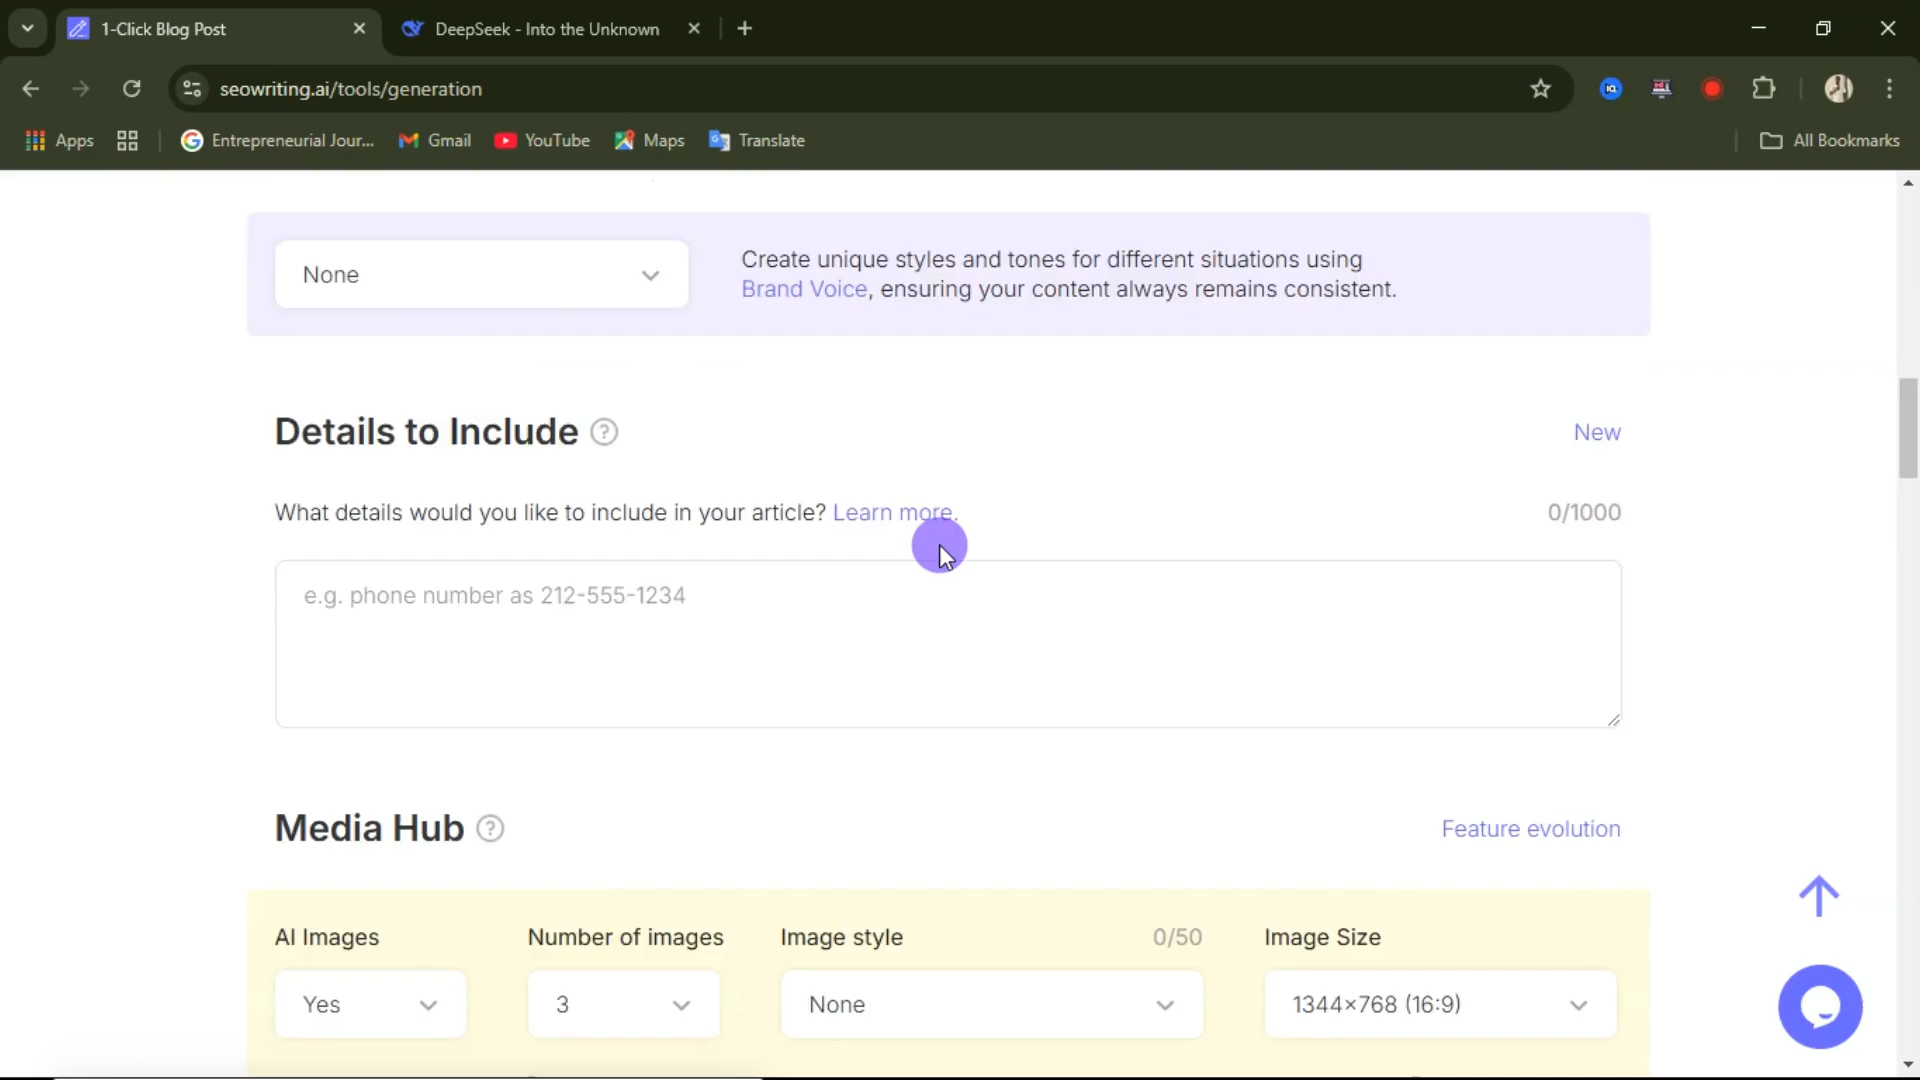 1-Click Blog Post
DeepSeek - Into the Unknown
seowriting.ai/tools/generation
Apps
Entrepreneurial Jour...
Gmail
YouTube
Maps
Translate
All Bookmarks
None
Create unique styles and tones for different situations using
Brand Voice, ensuring your content always remains consistent.
Details to Include
New
What details would you like to include in your article? Learn more.
0/1000
e.g. phone number as 212-555-1234
Media Hub
Feature evolution
AI Images
Number of images
Image style
0/50
Image Size
Yes
3
None
1344×768 (16:9)